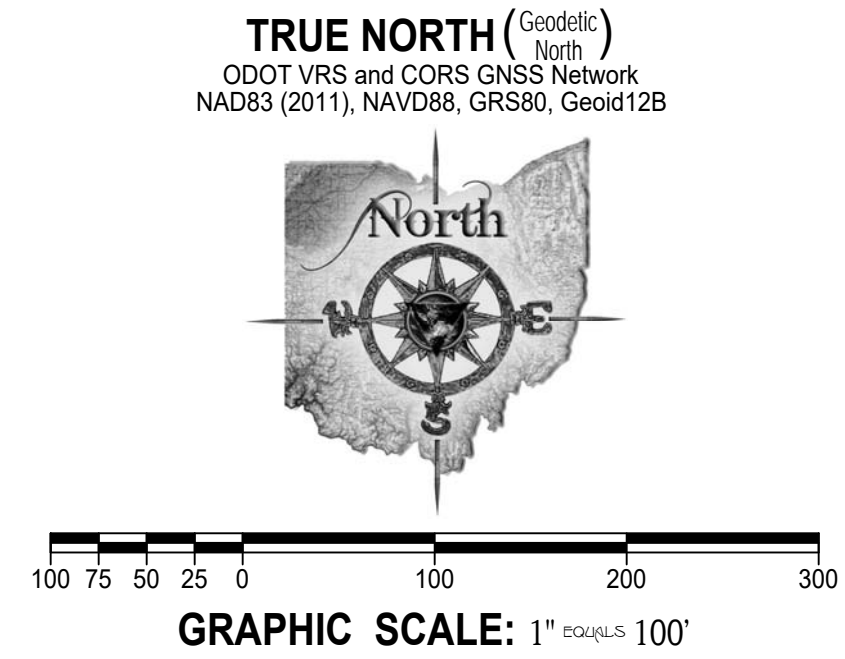 TRUE NORTH (Geodetic North)
ODOT VRS and CORS GNSS Network
NAD83 (2011), NAVD88, GRS80, Geoid12B
North
W E
S
100 75 50 25 0 100 200 300
GRAPHIC SCALE: 1" EQUALS 100'